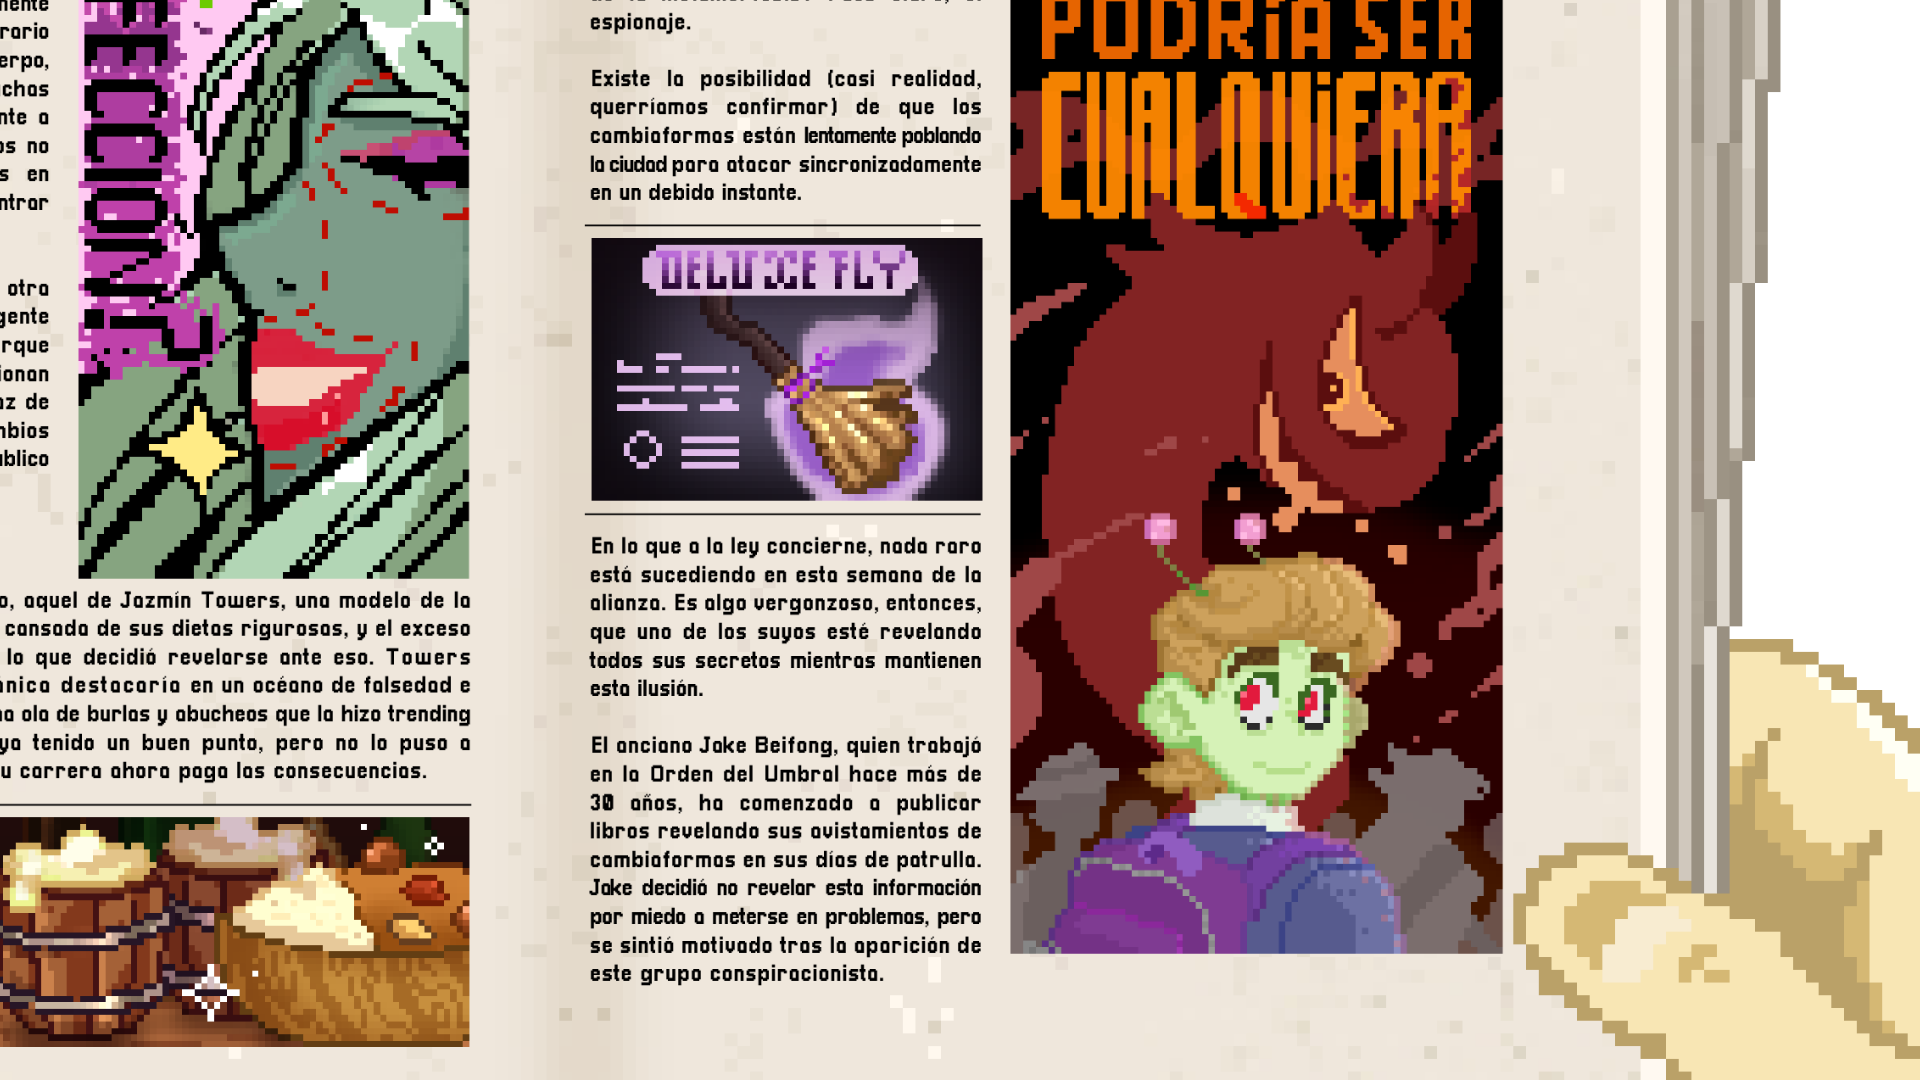 nente
rario
erpo,
chas
nte a
os no
s en
ntrar
otra
gente
rque
ionan
az de
nbios
úblico
ECCIÓN?
o, aquel de Jazmín Towers, una modelo de la
cansada de sus dietas rigurosas, y el exceso
lo que decidió revelarse ante eso. Towers
ánica destacaría en un océano de falsedad e
na ola de burlas y abucheos que la hizo trending
ya tenido un buen punto, pero no lo puso a
u carrera ahora paga las consecuencias.
espionaje.
Existe la posibilidad (casi realidad,
querríamos confirmar) de que los
cambiaformas están lentamente poblando
la ciudad para atacar sincronizadamente
en un debido instante.
DELUXE FLY
En lo que a la ley concierne, nada raro
está sucediendo en esta semana de la
alianza. Es algo vergonzoso, entonces,
que uno de los suyos esté revelando
todos sus secretos mientras mantienen
esta ilusión.
El anciano Jake Beifong, quien trabajó
en la Orden del Umbral hace más de
30 años, ha comenzado a publicar
libros revelando sus avistamientos de
cambiaformas en sus días de patrulla.
Jake decidió no revelar esta información
por miedo a meterse en problemas, pero
se sintió motivado tras la aparición de
este grupo conspiracionista.
PODRÍA SER
CUALQUIERA